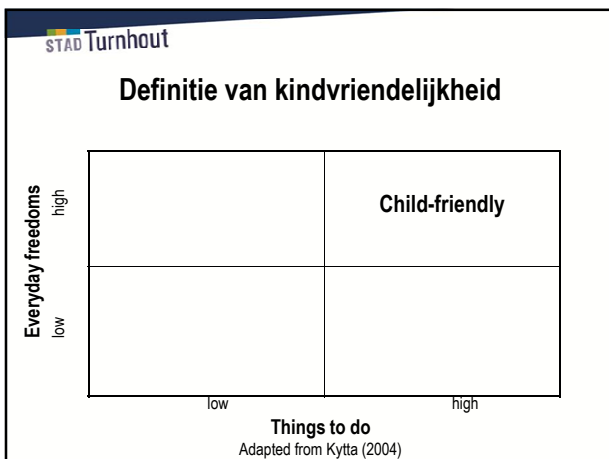 STAD Turnhout
Definitie van kindvriendelijkheid
Everyday freedoms
high
low
Child-friendly
low
high
Things to do
Adapted from Kytta (2004)